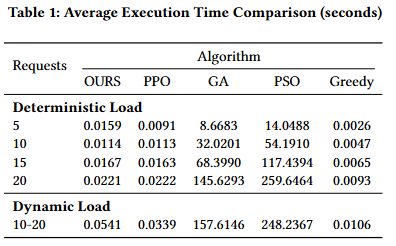 Table 1: Average Execution Time Comparison (seconds)
Requests Algorithm
OURS PPO GA PSO Greedy
Deterministic Load
5 0.0159 0.0091 8.6683 14.0488 0.0026
10 0.0114 0.0113 32.0201 54.1910 0.0047
15 0.0167 0.0163 68.3990 117.4394 0.0065
20 0.0221 0.0222 145.6293 259.6464 0.0093
Dynamic Load
10-20 0.0541 0.0339 157.6146 248.2367 0.0106